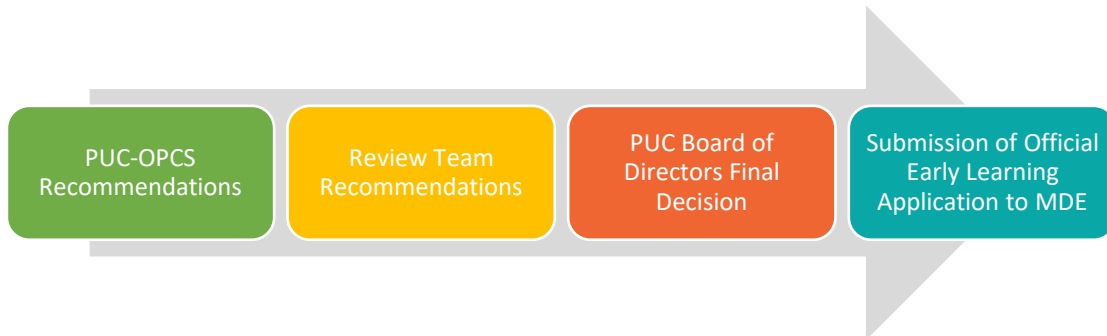 PUC-OPCS
Recommendations
Review Team
Recommendations
PUC Board of
Directors Final
Decision
Submission of Official
Early Learning
Application to MDE